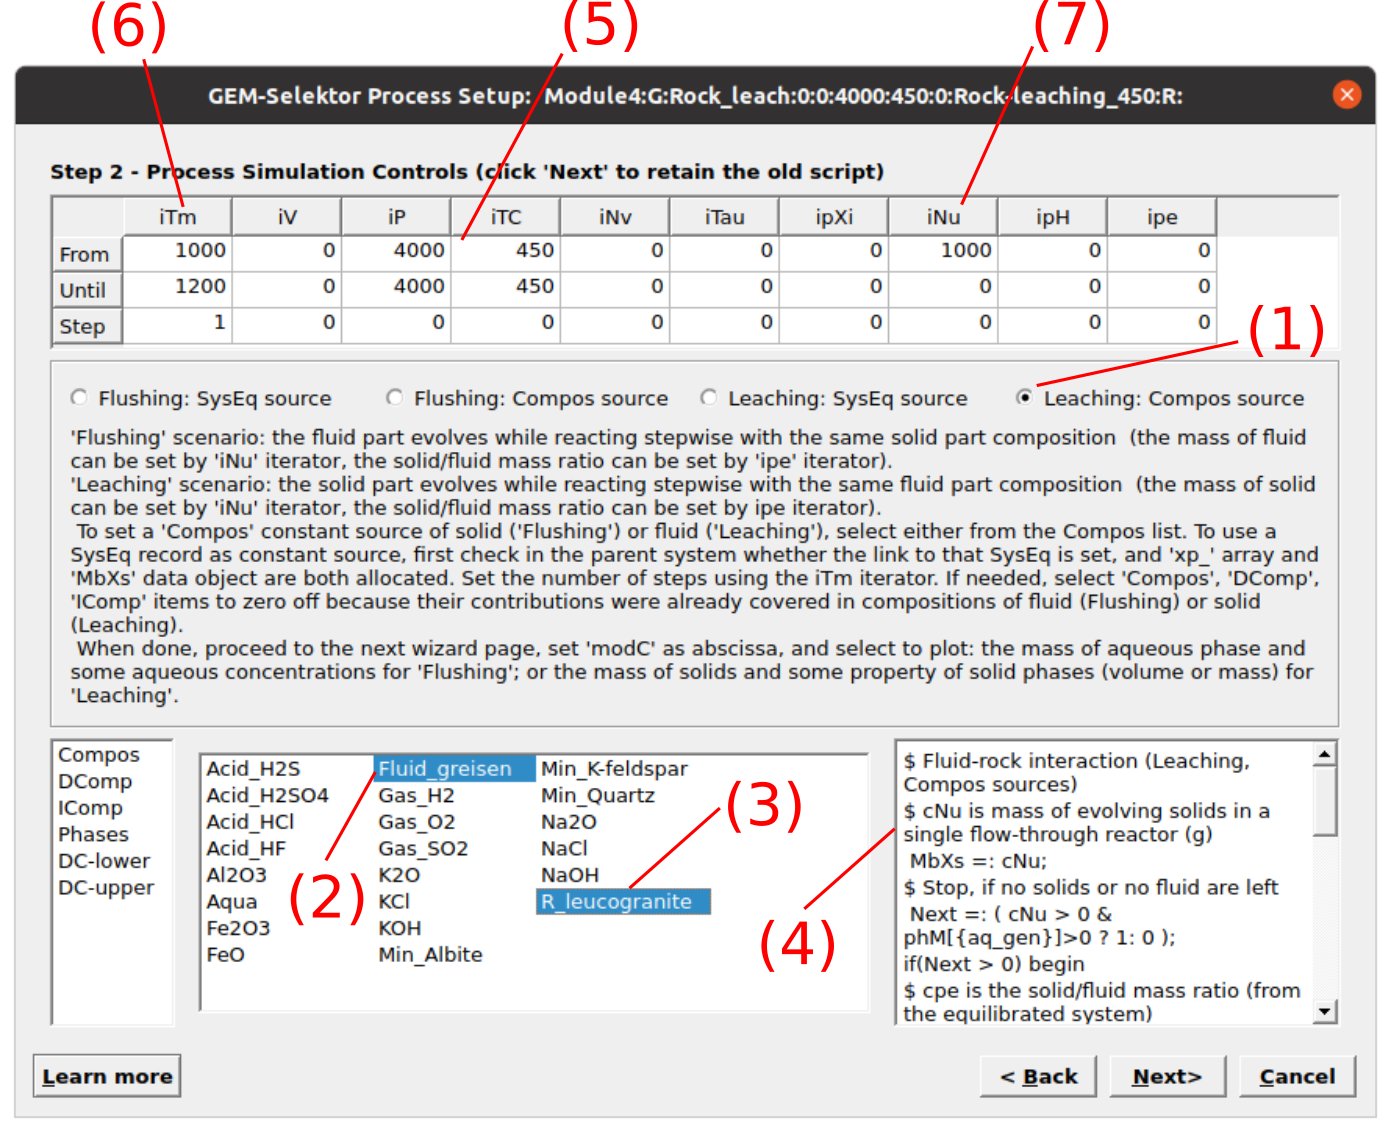 (6) (5) (7)
GEM-Selektor Process Setup:  Module4:G:Rock_leach:0:0:4000:450:0:Rock-leaching_450:R:
Step 2 - Process Simulation Controls (click 'Next' to retain the old script)
iTm iV iP iTC iNv iTau ipXi iNu ipH ipe
From 1000 0 4000 450 0 0 0 1000 0 0
Until 1200 0 4000 450 0 0 0 0 0 0
Step 1 0 0 0 0 0 0 0 0 0
(1)
Flushing: SysEq source Flushing: Compos source Leaching: SysEq source Leaching: Compos source
'Flushing' scenario: the fluid part evolves while reacting stepwise with the same solid part composition  (the mass of fluid
can be set by 'iNu' iterator, the solid/fluid mass ratio can be set by 'ipe' iterator).
'Leaching' scenario: the solid part evolves while reacting stepwise with the same fluid part composition  (the mass of solid
can be set by 'iNu' iterator, the solid/fluid mass ratio can be set by ipe iterator).
To set a 'Compos' constant source of solid ('Flushing') or fluid ('Leaching'), select either from the Compos list. To use a
SysEq record as constant source, first check in the parent system whether the link to that SysEq is set, and 'xp_' array and
'MbXs' data object are both allocated. Set the number of steps using the iTm iterator. If needed, select 'Compos', 'DComp',
'IComp' items to zero off because their contributions were already covered in compositions of fluid (Flushing) or solid
(Leaching).
When done, proceed to the next wizard page, set 'modC' as abscissa, and select to plot: the mass of aqueous phase and
some aqueous concentrations for 'Flushing'; or the mass of solids and some property of solid phases (volume or mass) for
'Leaching'.
Compos
DComp
IComp
Phases
DC-lower
DC-upper
Acid_H2S
Acid_H2SO4
Acid_HCl
Acid_HF
Al2O3
Aqua
Fe2O3
FeO
Fluid_greisen
Gas_H2
Gas_O2
Gas_SO2
K2O
KCl
KOH
Min_Albite
Min_K-feldspar
Min_Quartz
Na2O
NaCl
NaOH
R_leucogranite
(2)
(3)
(4)
$ Fluid-rock interaction (Leaching,
Compos sources)
$ cNu is mass of evolving solids in a
single flow-through reactor (g)
MbXs =: cNu;
$ Stop, if no solids or no fluid are left
Next =: ( cNu > 0 &
phM[{aq_gen}]>0 ? 1: 0 );
if(Next > 0) begin
$ cpe is the solid/fluid mass ratio (from
the equilibrated system)
Learn more < Back Next> Cancel